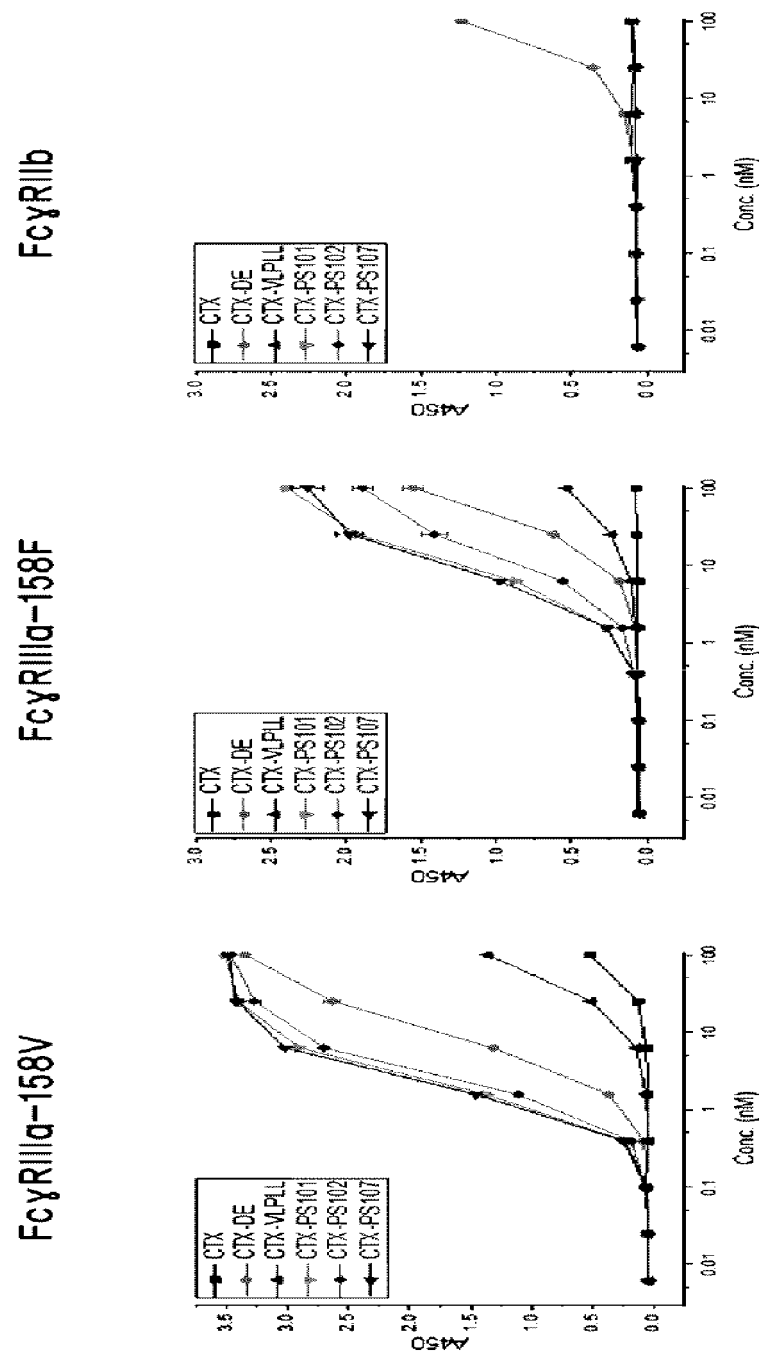 FcγRIIIa-158V
3.5
3.0
2.5
2.0
1.5
1.0
0.5
0.0
A450
CTX
CTX-DE
CTX-VLPLL
CTX-PS101
CTX-PS102
CTX-PS107
0.01
0.1
1
10
100
Conc. (nM)
FcγRIIIa-158F
3.0
2.5
2.0
1.5
1.0
0.5
0.0
A450
CTX
CTX-DE
CTX-VLPLL
CTX-PS101
CTX-PS102
CTX-PS107
0.01
0.1
1
10
100
Conc. (nM)
FcγRIIb
3.0
2.5
2.0
1.5
1.0
0.5
0.0
A450
CTX
CTX-DE
CTX-VLPLL
CTX-PS101
CTX-PS102
CTX-PS107
0.01
0.1
1
10
100
Conc. (nM)